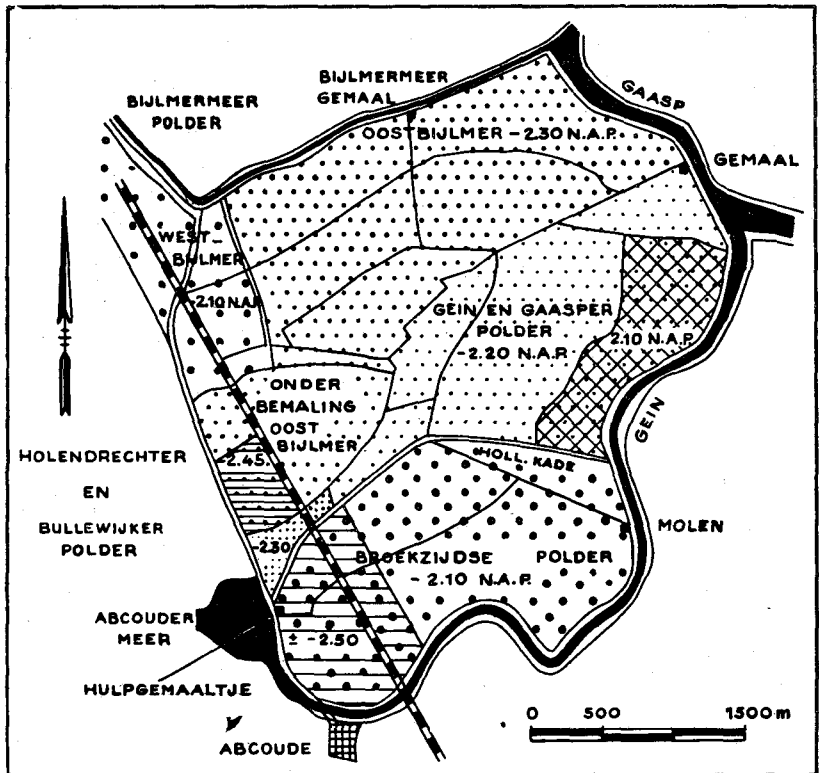 BIJLMERMEER
POLDER
BIJLMERMEER
GEMAAL
GAASP
OOSTBIJLMER - 2.30 N.A.P.
GEMAAL
WEST-
BIJLMER
-2.10 N.A.P.
GEIN EN GAASPER
POLDER
-2.20 N.A.P.
2.10 N.A.P.
ONDER
BEMALING
OOST
BIJLMER
GEIN
HOLENDRECHTER
EN
BULLEWIJKER
POLDER
-2.45.
HOLL. KADE
MOLEN
-2.30
BROEKZIJDSE POLDER
- 2.10 N.A.P.
ABCOUDER
MEER
± -2.50
HULPGEMAALTJE
ABCOUDE
0 500 1500 m